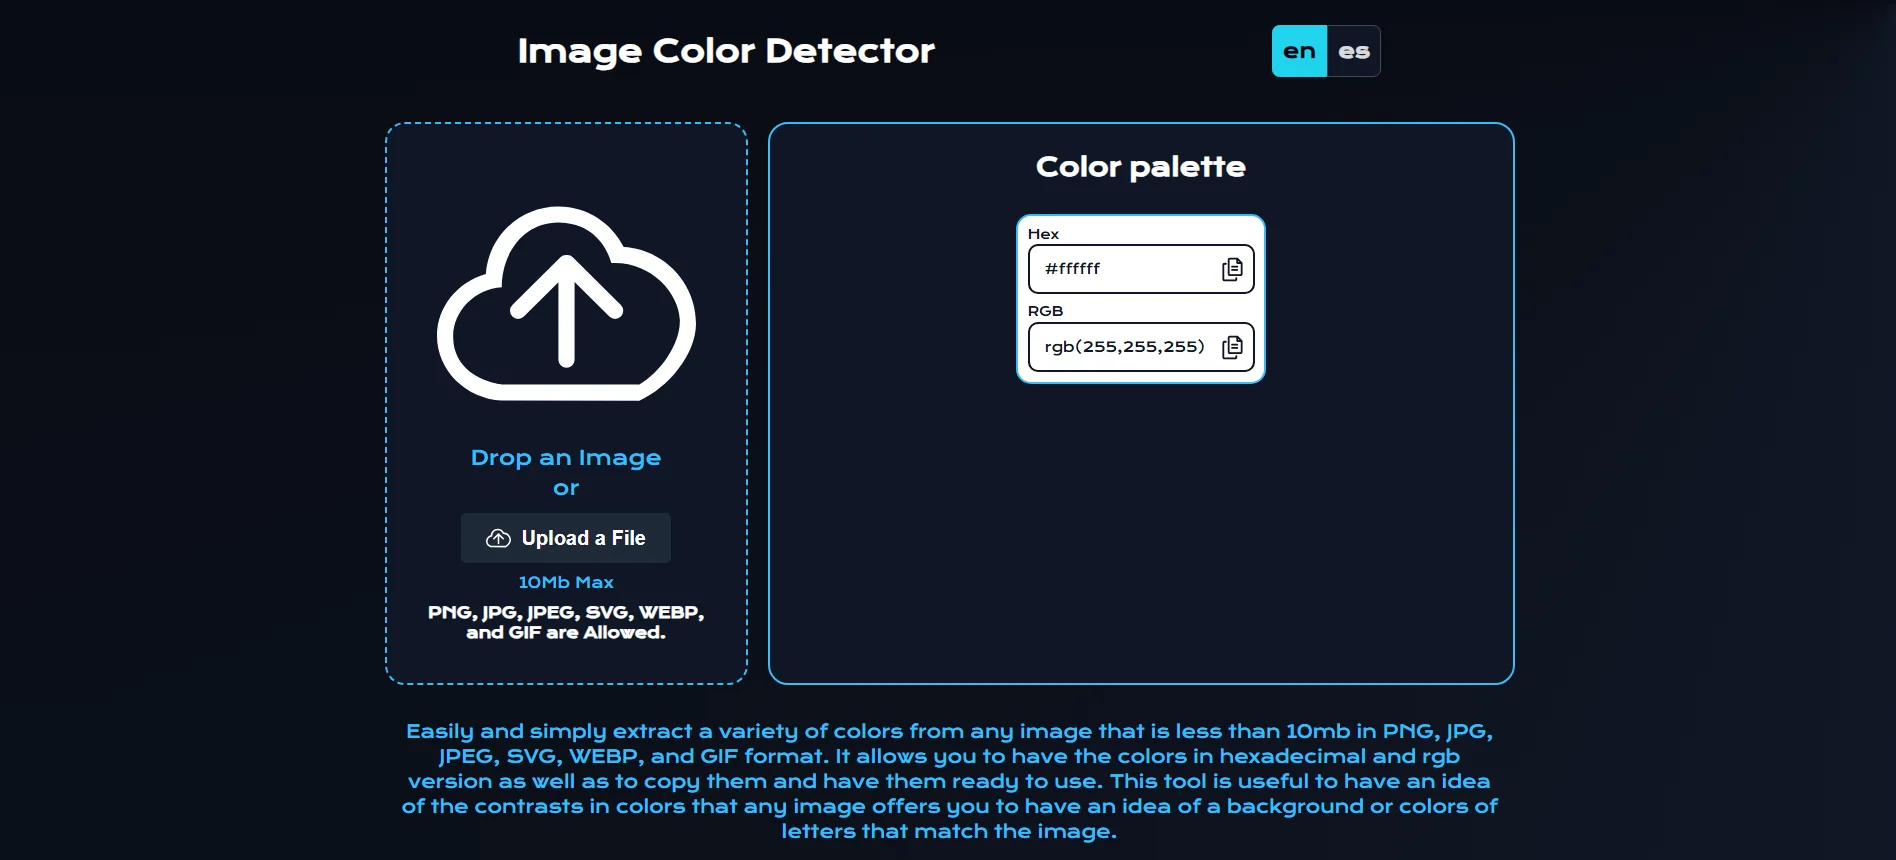 Image Color Detector
en es
Drop an Image
or
Upload a File
10Mb Max
PNG, JPG, JPEG, SVG, WEBP,
and GIF are Allowed.
Color palette
Hex
#ffffff
RGB
rgb(255,255,255)
Easily and simply extract a variety of colors from any image that is less than 10mb in PNG, JPG,
JPEG, SVG, WEBP, and GIF format. It allows you to have the colors in hexadecimal and rgb
version as well as to copy them and have them ready to use. This tool is useful to have an idea
of the contrasts in colors that any image offers you to have an idea of a background or colors of
letters that match the image.